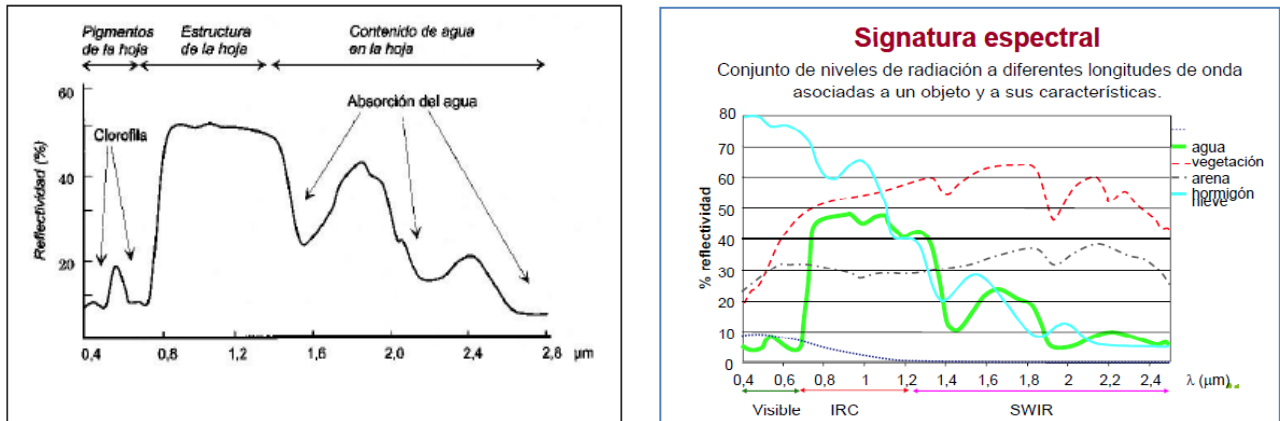 Pigmentos de la hoja
Estructura de la hoja
Contenido de agua en la hoja
Absorción del agua
Clorofila
Reflectividad (%)
60
40
20
0,4 0,8 1,2 1,6 2,0 2,4 2,8 µm
Signatura espectral
Conjunto de niveles de radiación a diferentes longitudes de onda
asociadas a un objeto y a sus características.
% reflectividad
80
70
60
50
40
30
20
10
0
agua
vegetación
arena
hormigón
nieve
0,4 0,6 0,8 1 1,2 1,4 1,6 1,8 2 2,2 2,4 λ (µm)
Visible IRC SWIR